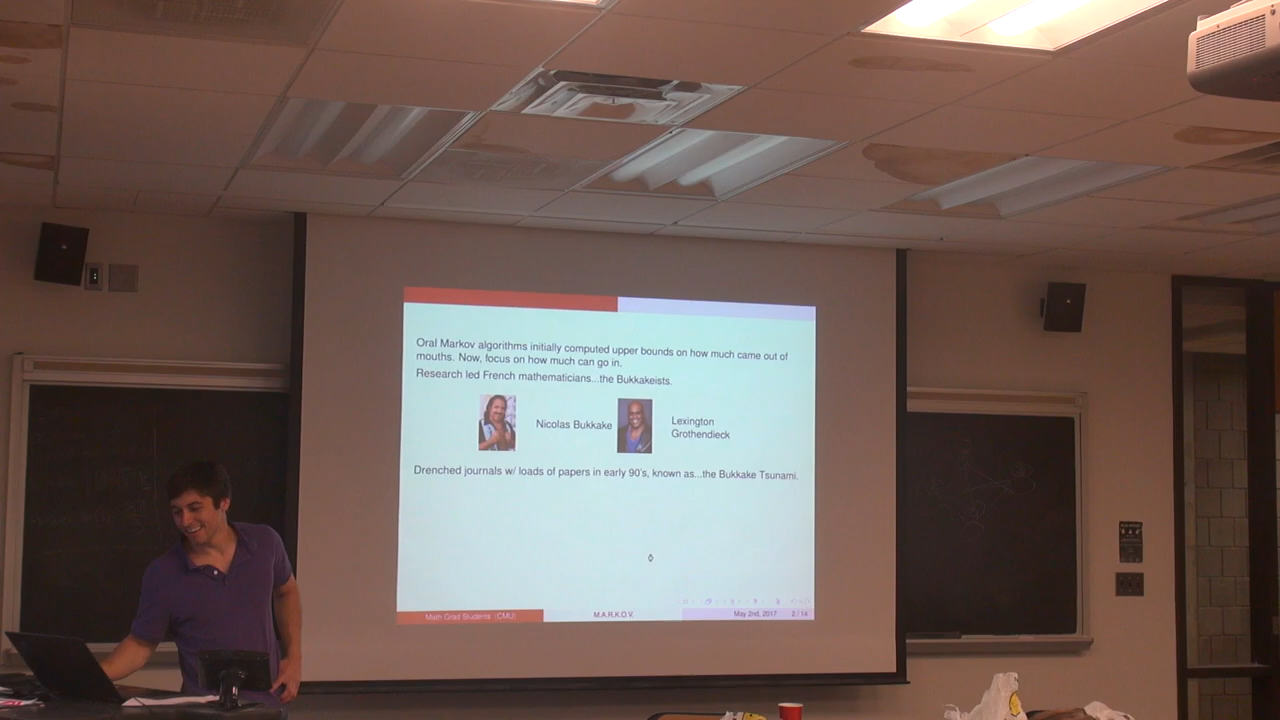 Oral Markov algorithms initially computed upper bounds on how much came out of
mouths. Now, focus on how much can go in.
Research led French mathematicians...the Bukkakeists.
Nicolas Bukkake
Lexington
Grothendieck
Drenched journals w/ loads of papers in early 90's, known as...the Bukkake Tsunami.
Math Grad Students (CMU)
M.A.R.K.O.V.
May 2nd, 2017
2 / 14